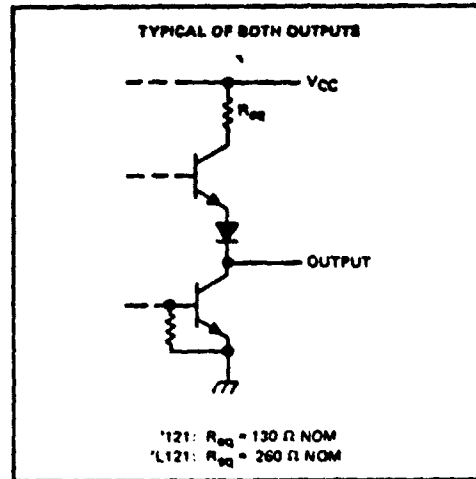 TYPICAL OF BOTH OUTPUTS
VCC
Req
OUTPUT
'121: Req = 130 Ω NOM
'L121: Req = 260 Ω NOM